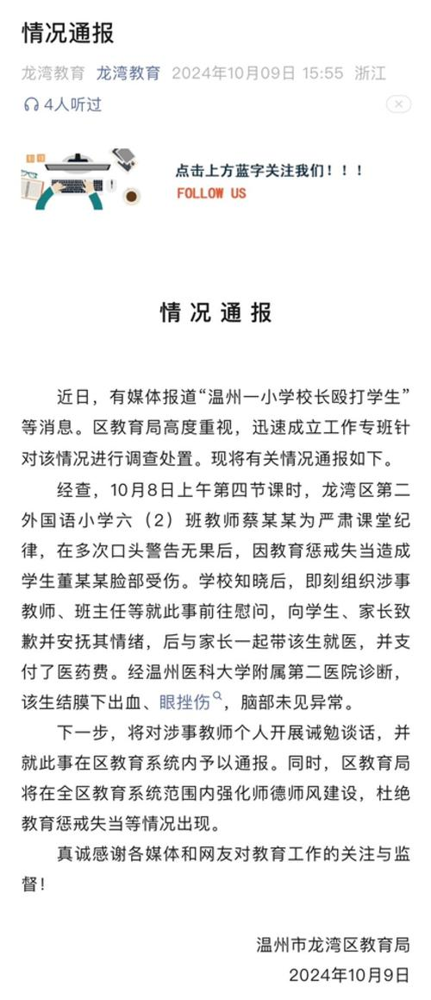 情况通报
龙湾教育 龙湾教育 2024年10月09日 15:55 浙江
4人听过
点击上方蓝字关注我们！！！
FOLLOW US
情况通报
近日，有媒体报道“温州一小学校长殴打学生”
等消息。区教育局高度重视，迅速成立工作专班针
对该情况进行调查处置。现将有关情况通报如下。
经查，10月8日上午第四节课时，龙湾区第二
外国语小学六（2）班教师蔡某某为严肃课堂纪
律，在多次口头警告无果后，因教育惩戒失当造成
学生董某某脸部受伤。学校知晓后，即刻组织涉事
教师、班主任等就此事前往慰问，向学生、家长致
歉并安抚其情绪，后与家长一起带该生就医，并支
付了医药费。经温州医科大学附属第二医院诊断，
该生结膜下出血、眼挫伤，脑部未见异常。
下一步，将对涉事教师个人开展诫勉谈话，并
就此事在区教育系统内予以通报。同时，区教育局
将在全区教育系统范围内强化师德师风建设，杜绝
教育惩戒失当等情况出现。
真诚感谢各媒体和网友对教育工作的关注与监
督！
温州市龙湾区教育局
2024年10月9日